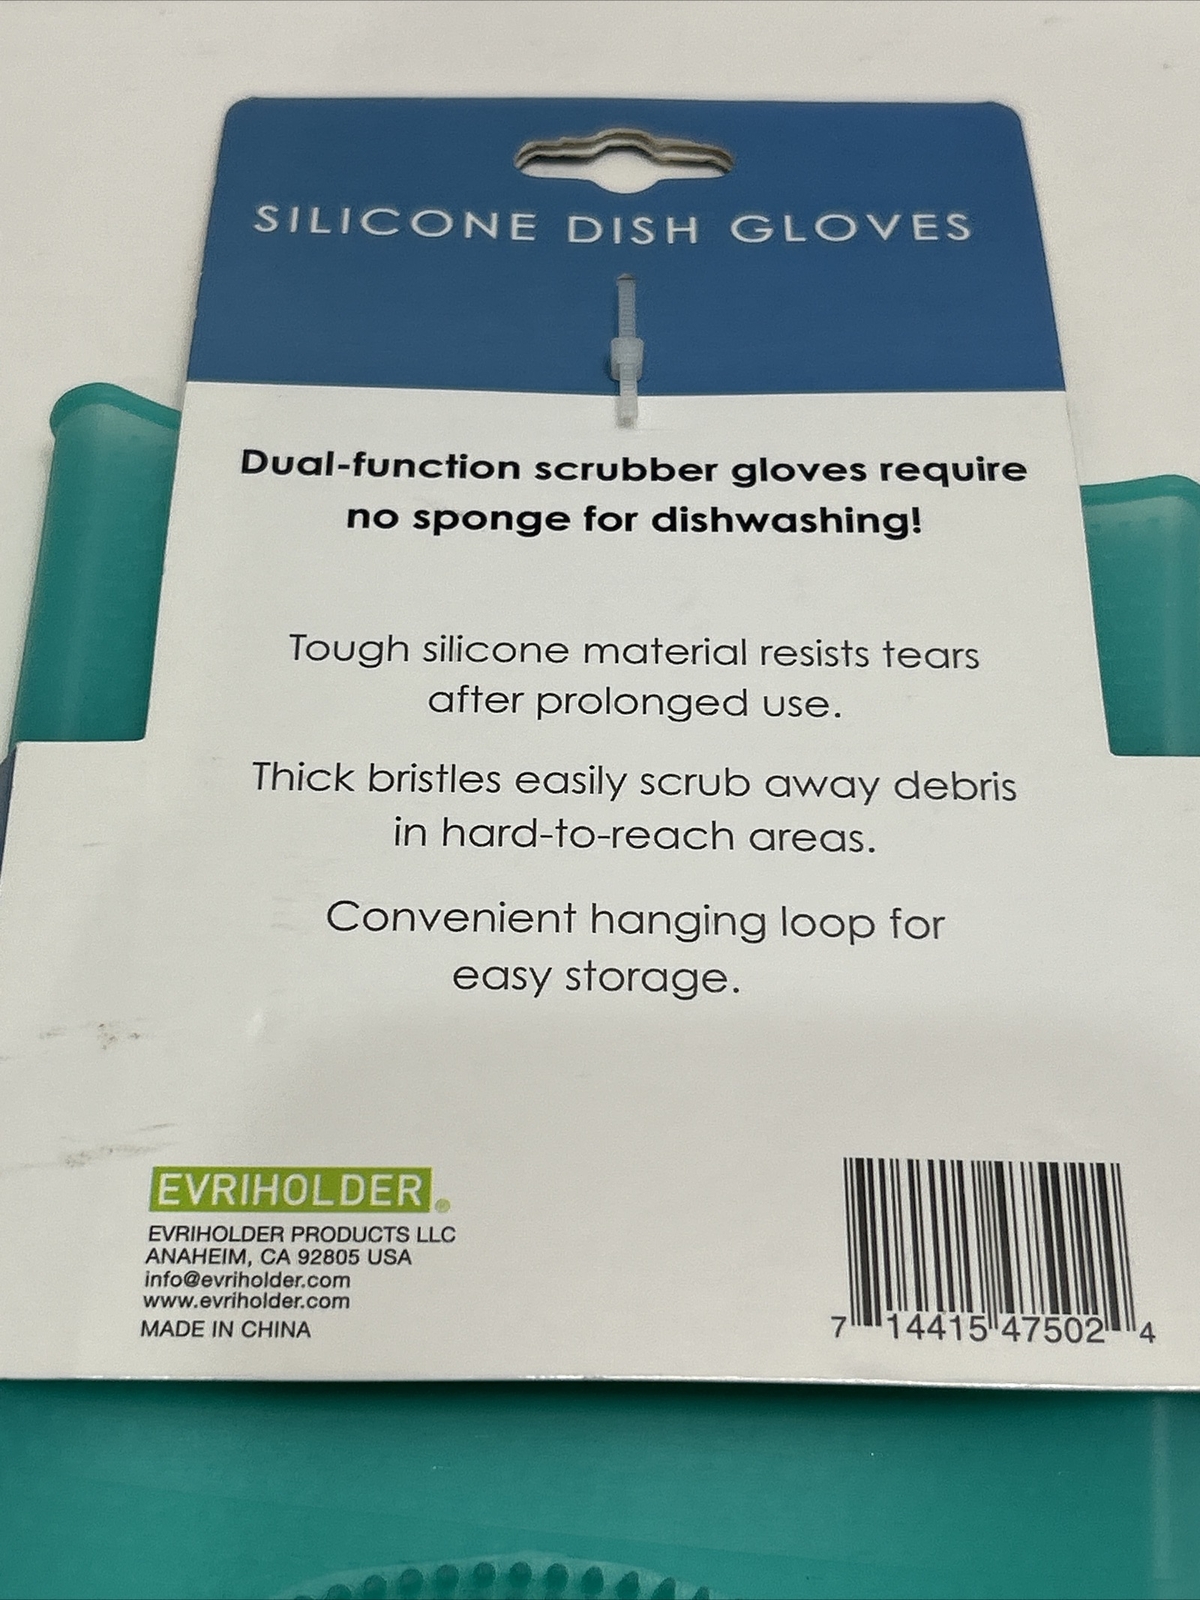 SILICONE DISH GLOVES
Dual-function scrubber gloves require
no sponge for dishwashing!
Tough silicone material resists tears
after prolonged use.
Thick bristles easily scrub away debris
in hard-to-reach areas.
Convenient hanging loop for
easy storage.
EVRIHOLDER®
EVRIHOLDER PRODUCTS LLC
ANAHEIM, CA 92805 USA
info@evriholder.com
www.evriholder.com
MADE IN CHINA
7 14415 47502 4